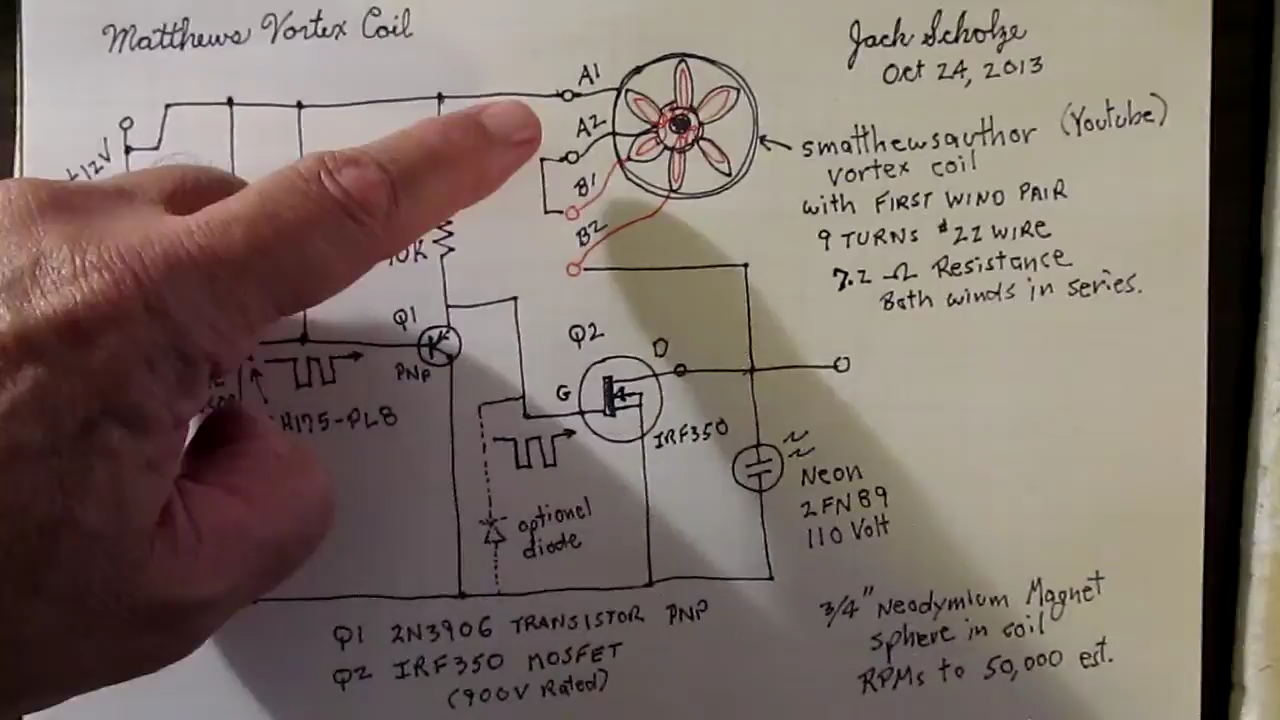 Matthews Vortex Coil
Jack Scholze
Oct 24, 2013
A1
A2
B1
B2
+12V
smatthewsauthor (Youtube)
vortex coil
with FIRST WIND PAIR
9 TURNS #22 WIRE
7.2 Ω Resistance
Both winds in series.
10K
Q1
PNP
H175-PL8
Q2
D
G
IRF350
Neon
2FN89
110 Volt
optional
diode
3/4" Neodymium Magnet
sphere in coil
RPMs to 50,000 est.
Q1 2N3906 TRANSISTOR PNP
Q2 IRF350 MOSFET
(900V Rated)